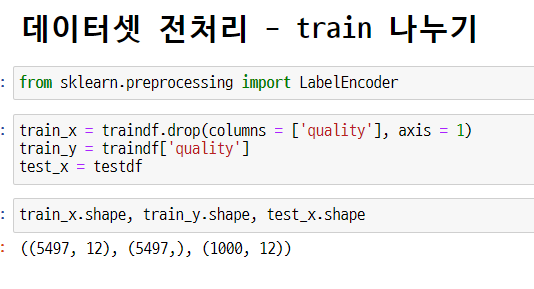 데이터셋 전처리 - train 나누기
: from sklearn.preprocessing import LabelEncoder
: train_x = traindf.drop(columns = ['quality'], axis = 1)
train_y = traindf['quality']
test_x = testdf
: train_x.shape, train_y.shape, test_x.shape
: ((5497, 12), (5497,), (1000, 12))